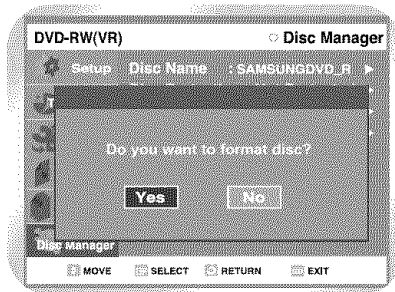 DVD-RW(VR) Disc Manager
Setup Disc Name : SAMSUNGDVD_R
Do you want to format disc?
Yes No
Disc Manager
MOVE SELECT RETURN EXIT